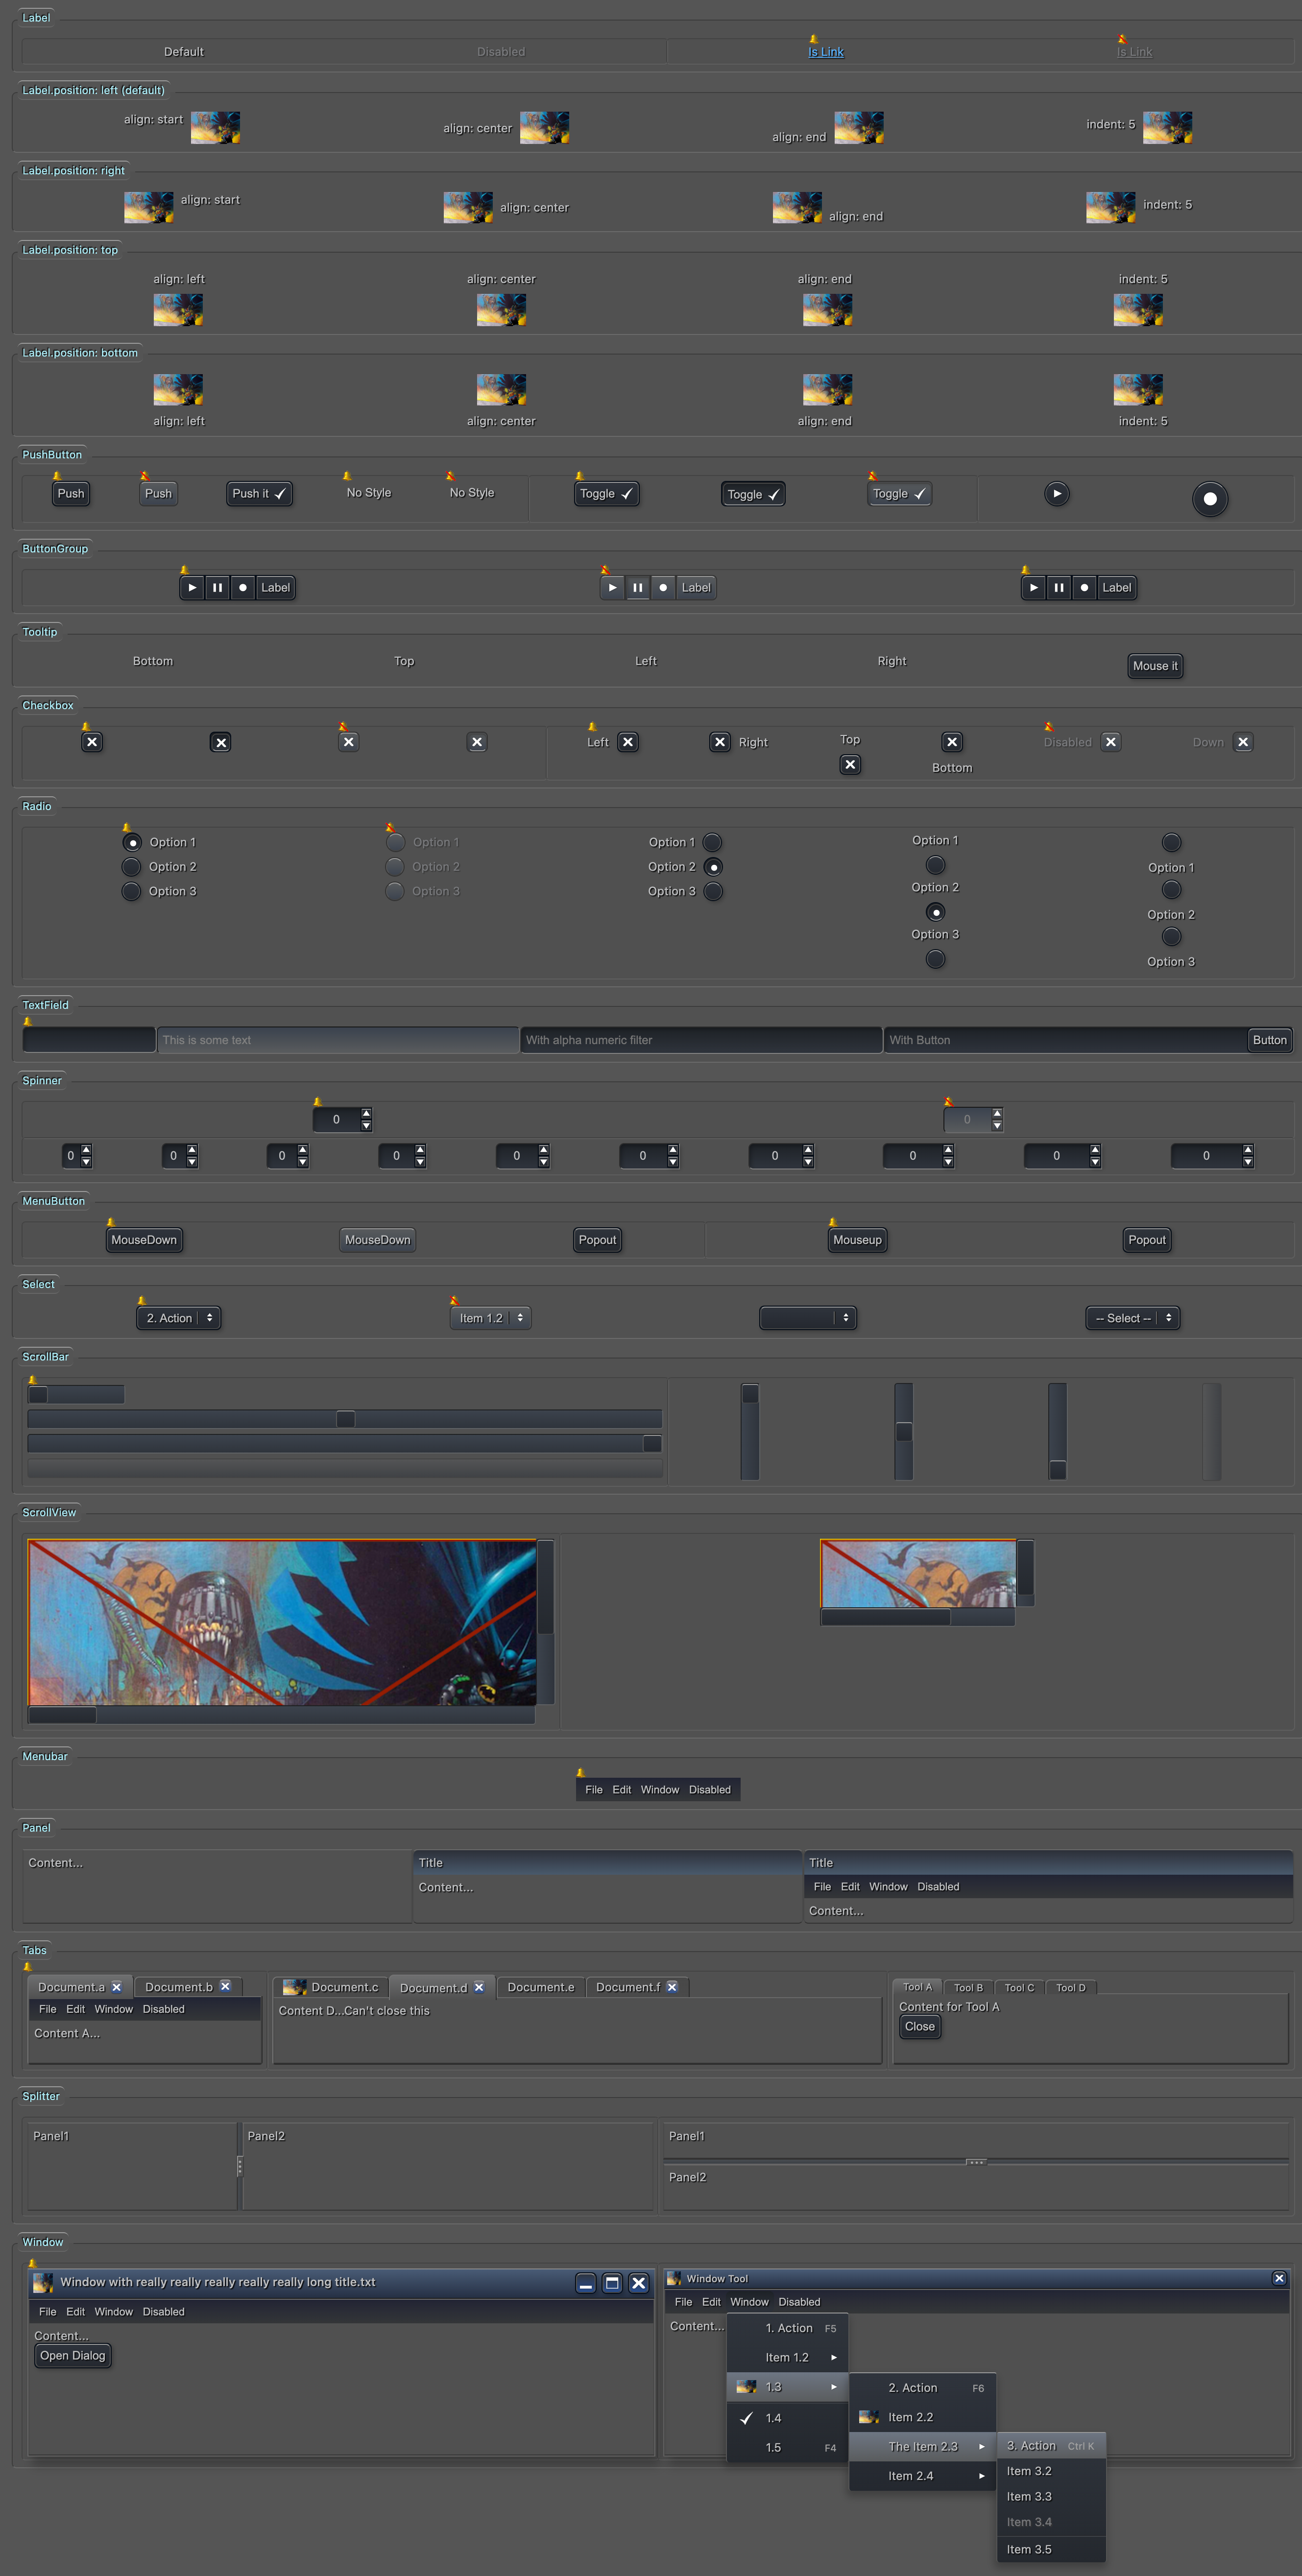 Label
Default Disabled Is Link Is Link
Label.position: left (default)
align: start align: center align: end indent: 5
Label.position: right
align: start align: center align: end indent: 5
Label.position: top
align: left align: center align: end indent: 5
Label.position: bottom
align: left align: center align: end indent: 5
PushButton
Push Push Push it No Style No Style Toggle Toggle Toggle
ButtonGroup
Label Label Label
Tooltip
Bottom Top Left Right Mouse it
Checkbox
Left Right Top Bottom Disabled Down
Radio
Option 1 Option 1 Option 1 Option 1 Option 1
Option 2 Option 2 Option 2 Option 2 Option 2
Option 3 Option 3 Option 3 Option 3 Option 3
TextField
This is some text With alpha numeric filter With Button Button
Spinner
0 0
0 0 0 0 0 0 0 0 0 0
MenuButton
MouseDown MouseDown Popout Mouseup Popout
Select
2. Action Item 1.2 -- Select --
ScrollBar
ScrollView
Menubar
File Edit Window Disabled
Panel
Content... Title Title
Content... File Edit Window Disabled
Content...
Tabs
Document.a Document.b Document.c Document.d Document.e Document.f Tool A Tool B Tool C Tool D
File Edit Window Disabled Content D...Can't close this Content for Tool A
Content A... Close
Splitter
Panel1 Panel2 Panel1
Panel2
Window
Window with really really really really really long title.txt Window Tool
File Edit Window Disabled File Edit Window Disabled
Content... Content...
Open Dialog
1. Action F5
Item 1.2
1.3
1.4
1.5 F4
2. Action F6
Item 2.2
The Item 2.3
Item 2.4
3. Action Ctrl K
Item 3.2
Item 3.3
Item 3.4
Item 3.5